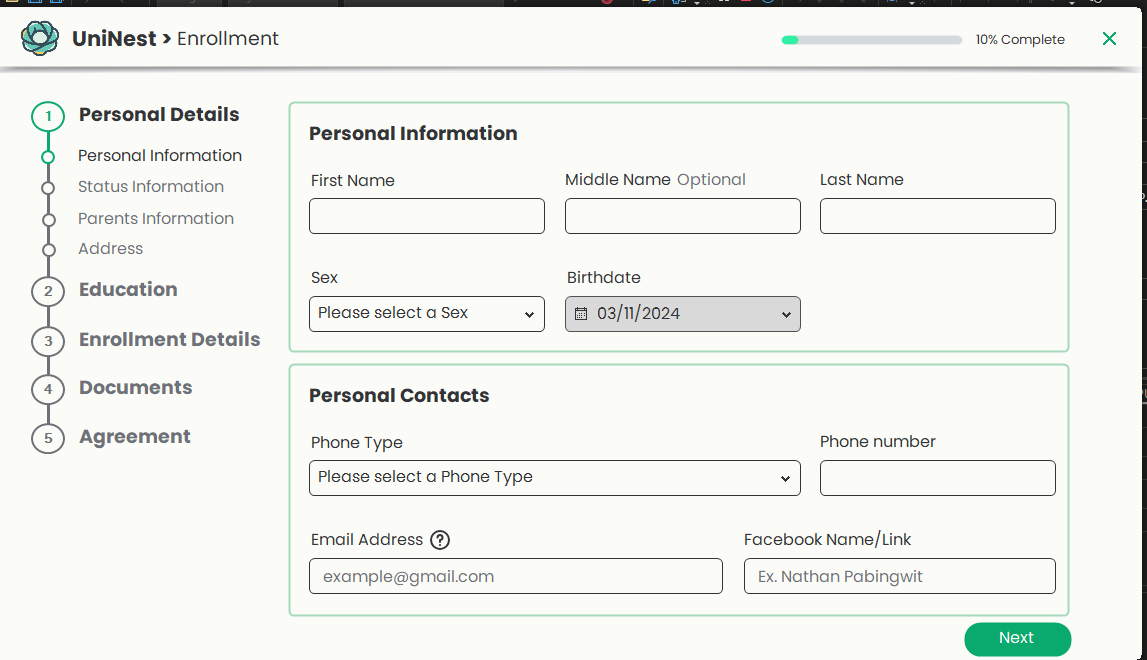 UniNest > Enrollment
10% Complete
1 Personal Details
Personal Information
Status Information
Parents Information
Address
2 Education
3 Enrollment Details
4 Documents
5 Agreement
Personal Information
First Name Middle Name Optional Last Name
Sex Birthdate
Please select a Sex 03/11/2024
Personal Contacts
Phone Type Phone number
Please select a Phone Type
Email Address ? Facebook Name/Link
example@gmail.com Ex. Nathan Pabingwit
Next